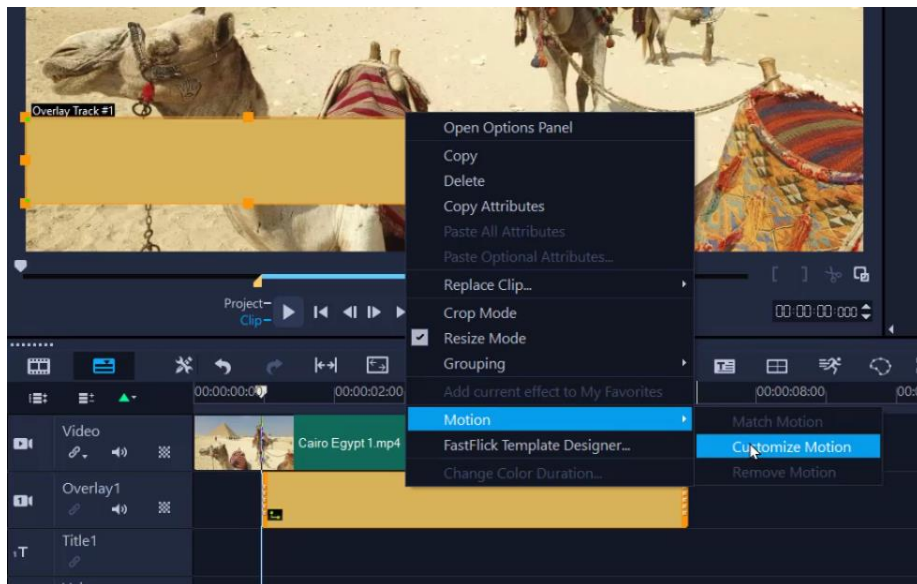 Overlay Track #1
Open Options Panel
Copy
Delete
Copy Attributes
Paste All Attributes
Paste Optional Attributes...
Replace Clip...
Crop Mode
Resize Mode
Grouping
Add current effect to My Favorites
Motion
FastFlick Template Designer...
Change Color Duration...
Match Motion
Customize Motion
Remove Motion
Project
Clip
00:00:00:000
00:00:00:00
00:00:02:00
00:00:08:00
Video
Cairo Egypt 1.mp4
Overlay1
Title1